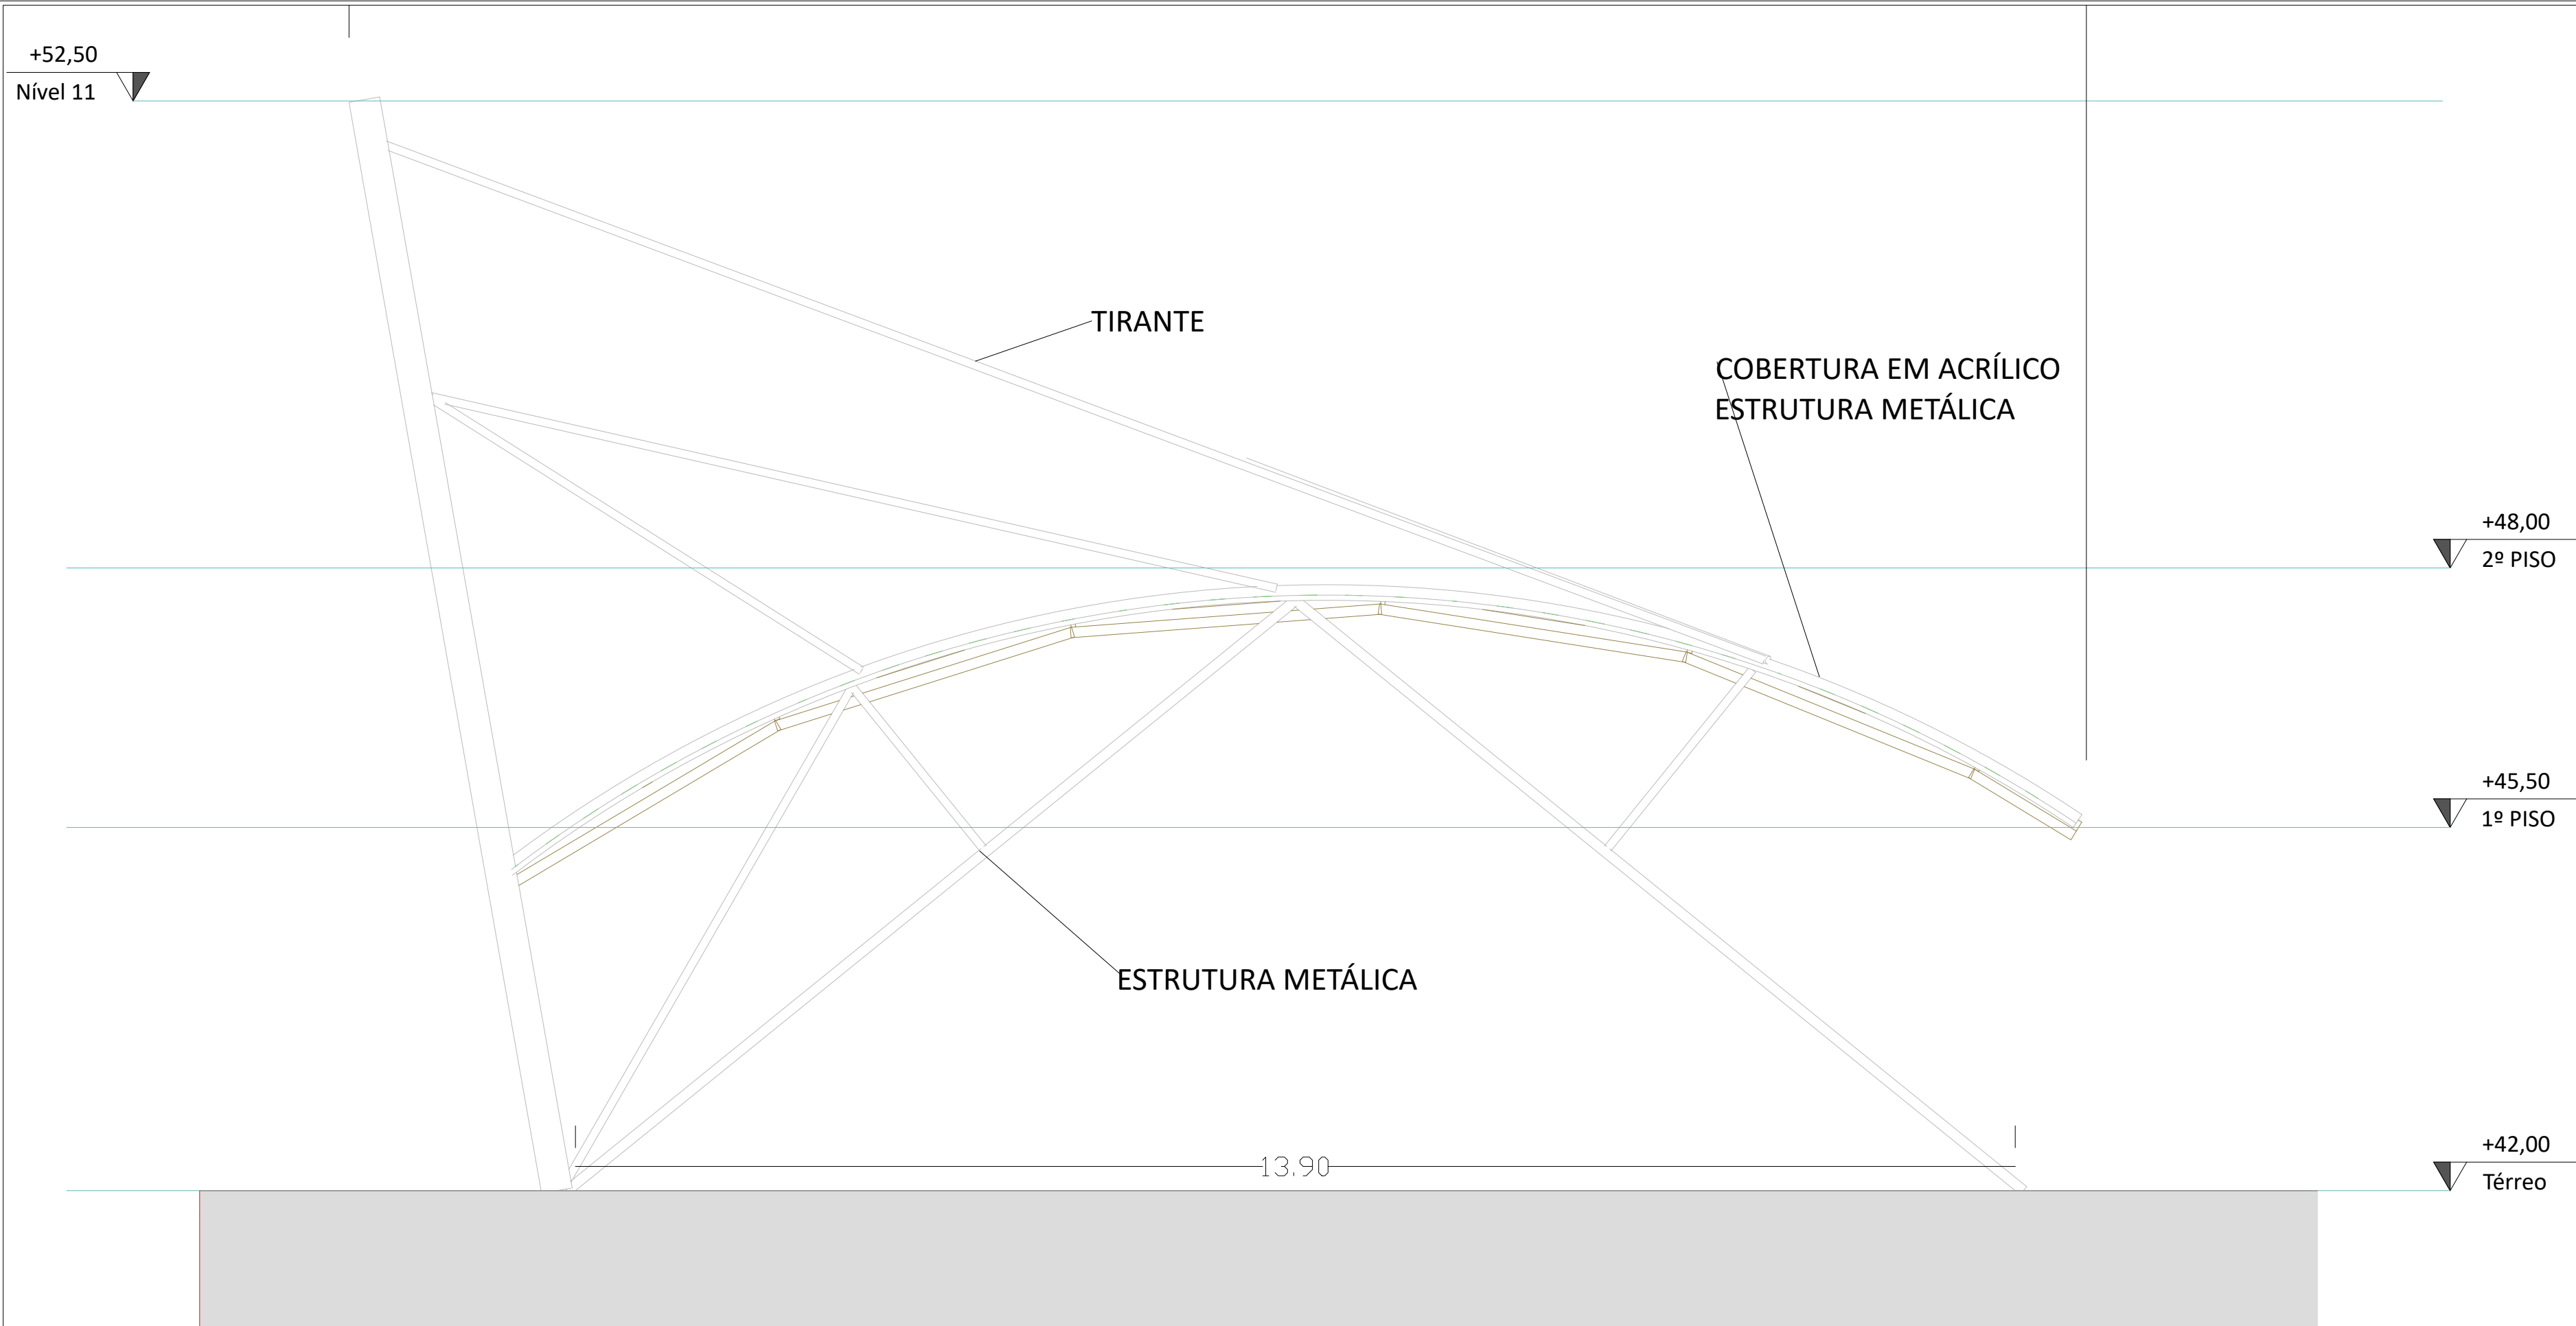 +52,50
Nível 11
TIRANTE
COBERTURA EM ACRÍLICO
ESTRUTURA METÁLICA
+48,00
2º PISO
+45,50
1º PISO
ESTRUTURA METÁLICA
+42,00
13.90
Térreo